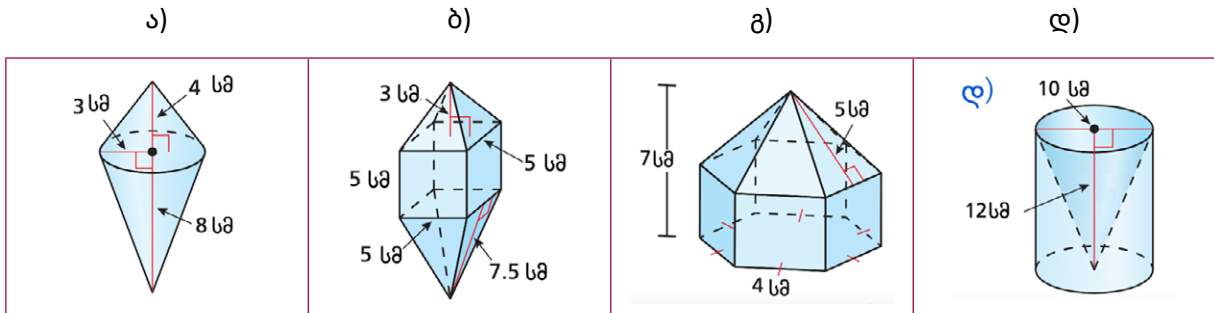 ა) ბ) გ) დ)
3 სმ 4 სმ
8 სმ
3 სმ
5 სმ
5 სმ
5 სმ
7.5 სმ
5სმ
7სმ
4 სმ
დ) 10 სმ
12სმ